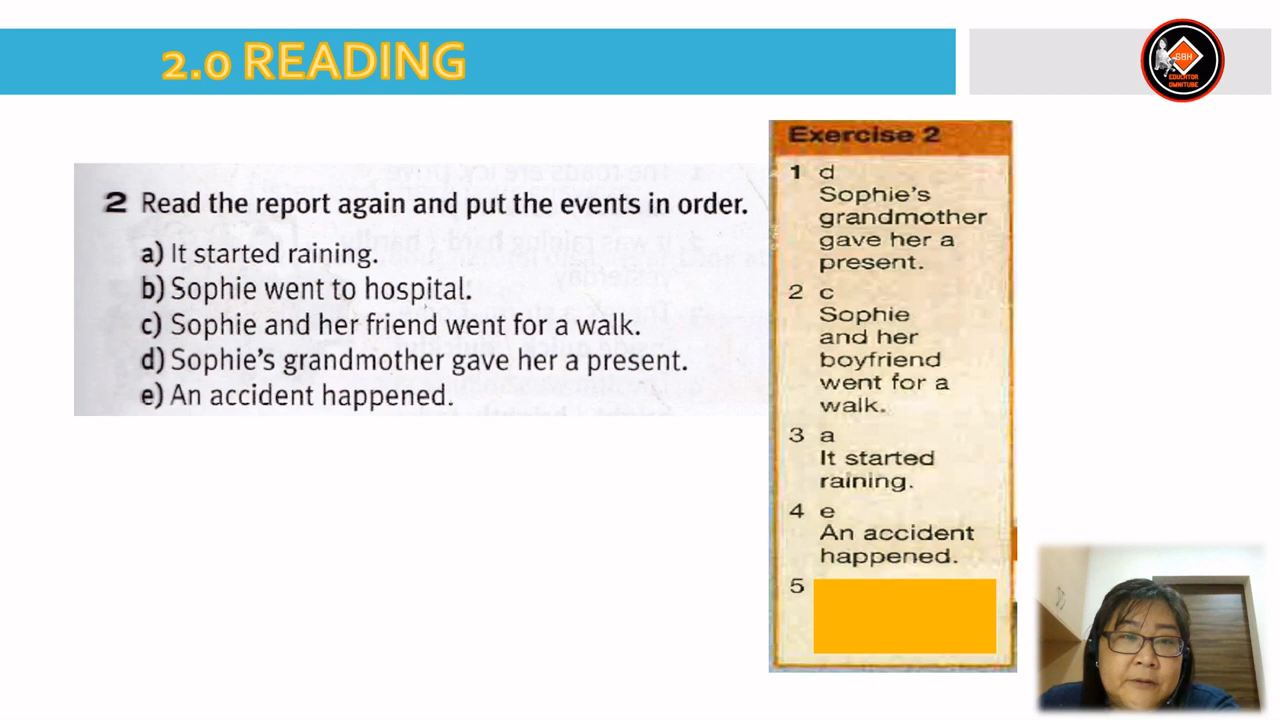 2.0 READING
GBH
EDUCATOR
OMNITUBE
2 Read the report again and put the events in order.
a) It started raining.
b) Sophie went to hospital.
c) Sophie and her friend went for a walk.
d) Sophie's grandmother gave her a present.
e) An accident happened.
Exercise 2
1 d
Sophie's
grandmother
gave her a
present.
2 c
Sophie
and her
boyfriend
went for a
walk.
3 a
It started
raining.
4 e
An accident
happened.
5